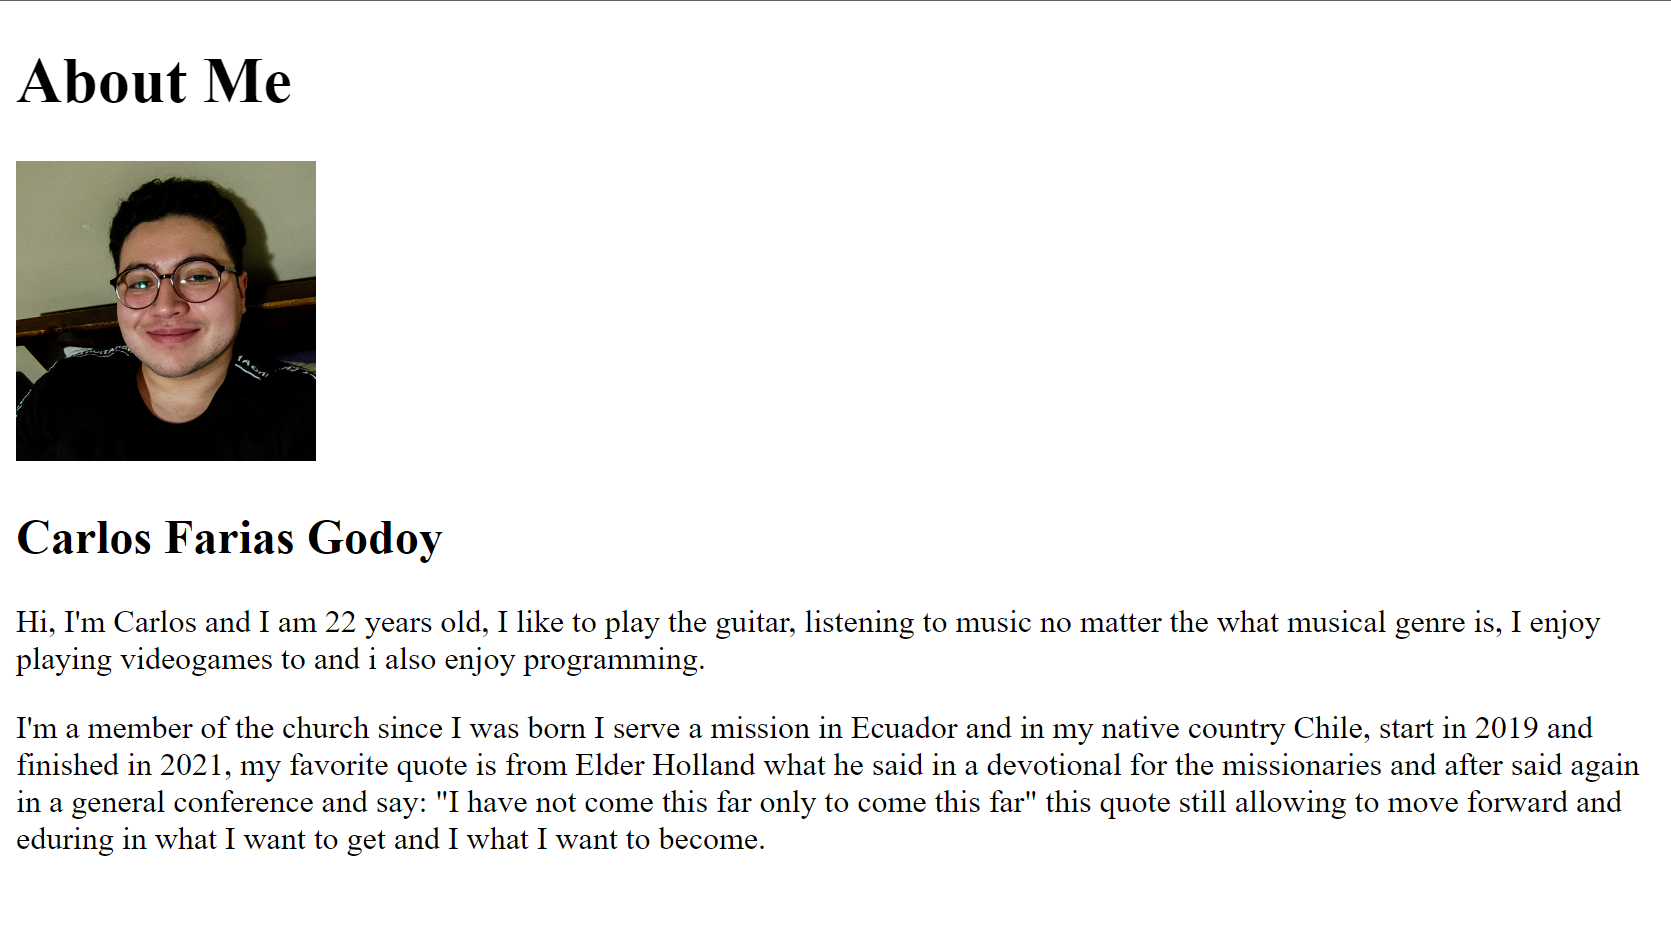 About Me
Carlos Farias Godoy
Hi, I'm Carlos and I am 22 years old, I like to play the guitar, listening to music no matter the what musical genre is, I enjoy
playing videogames to and i also enjoy programming.
I'm a member of the church since I was born I serve a mission in Ecuador and in my native country Chile, start in 2019 and
finished in 2021, my favorite quote is from Elder Holland what he said in a devotional for the missionaries and after said again
in a general conference and say: "I have not come this far only to come this far" this quote still allowing to move forward and
eduring in what I want to get and I what I want to become.